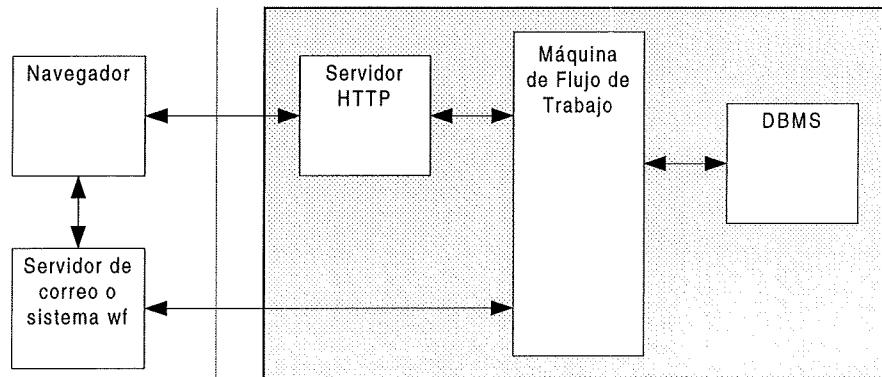 Navegador
Servidor
HTTP
Máquina
de Flujo de
Trabajo
DBMS
Servidor de
correo o
sistema wf